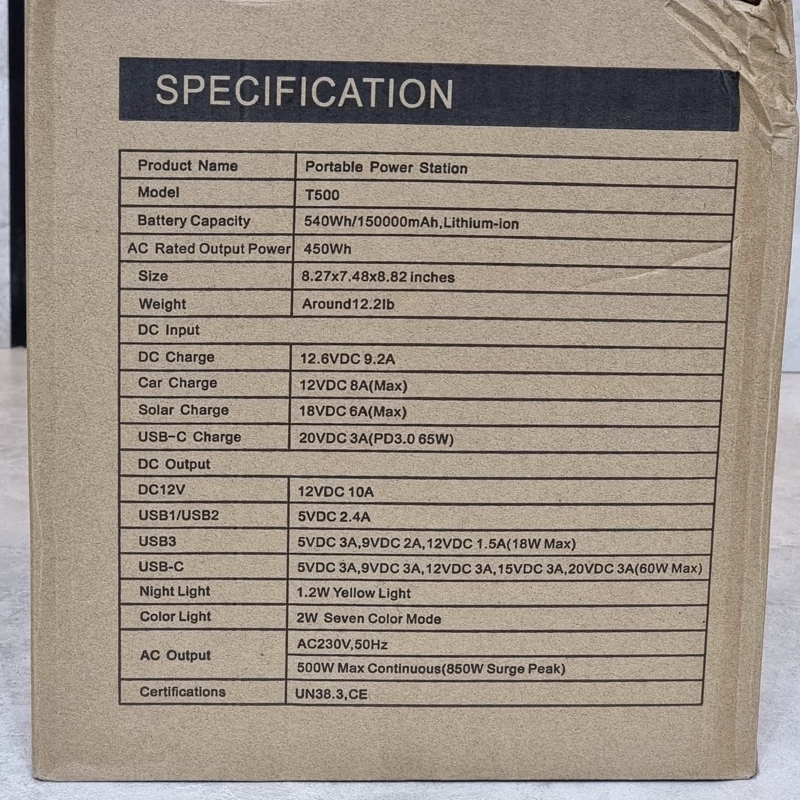 SPECIFICATION
Product Name Portable Power Station
Model T500
Battery Capacity 540Wh/150000mAh,Lithium-ion
AC Rated Output Power 450Wh
Size 8.27x7.48x8.82 inches
Weight Around12.2lb
DC Input
DC Charge 12.6VDC 9.2A
Car Charge 12VDC 8A(Max)
Solar Charge 18VDC 6A(Max)
USB-C Charge 20VDC 3A(PD3.0 65W)
DC Output
DC12V 12VDC 10A
USB1/USB2 5VDC 2.4A
USB3 5VDC 3A,9VDC 2A,12VDC 1.5A(18W Max)
USB-C 5VDC 3A,9VDC 3A,12VDC 3A,15VDC 3A,20VDC 3A(60W Max)
Night Light 1.2W Yellow Light
Color Light 2W Seven Color Mode
AC Output AC230V,50Hz
500W Max Continuous(850W Surge Peak)
Certifications UN38.3,CE